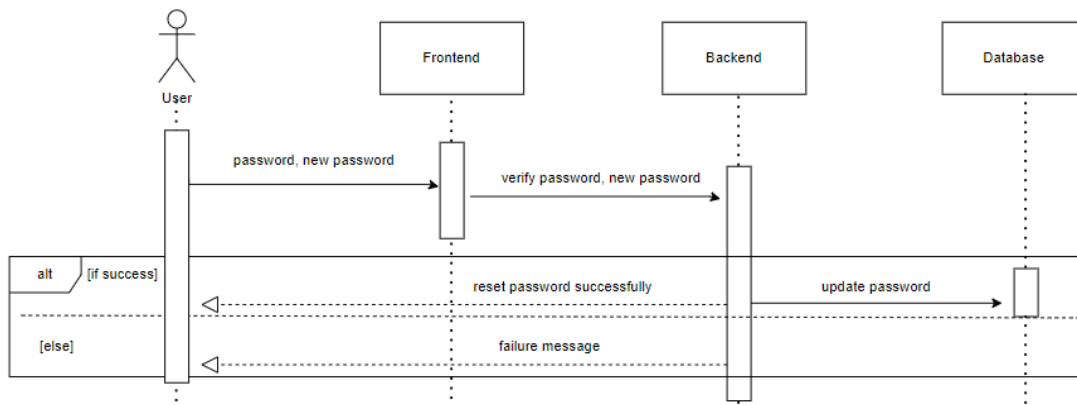 Frontend
Backend
Database
User
password, new password
verify password, new password
alt
[if success]
reset password successfully
update password
[else]
failure message